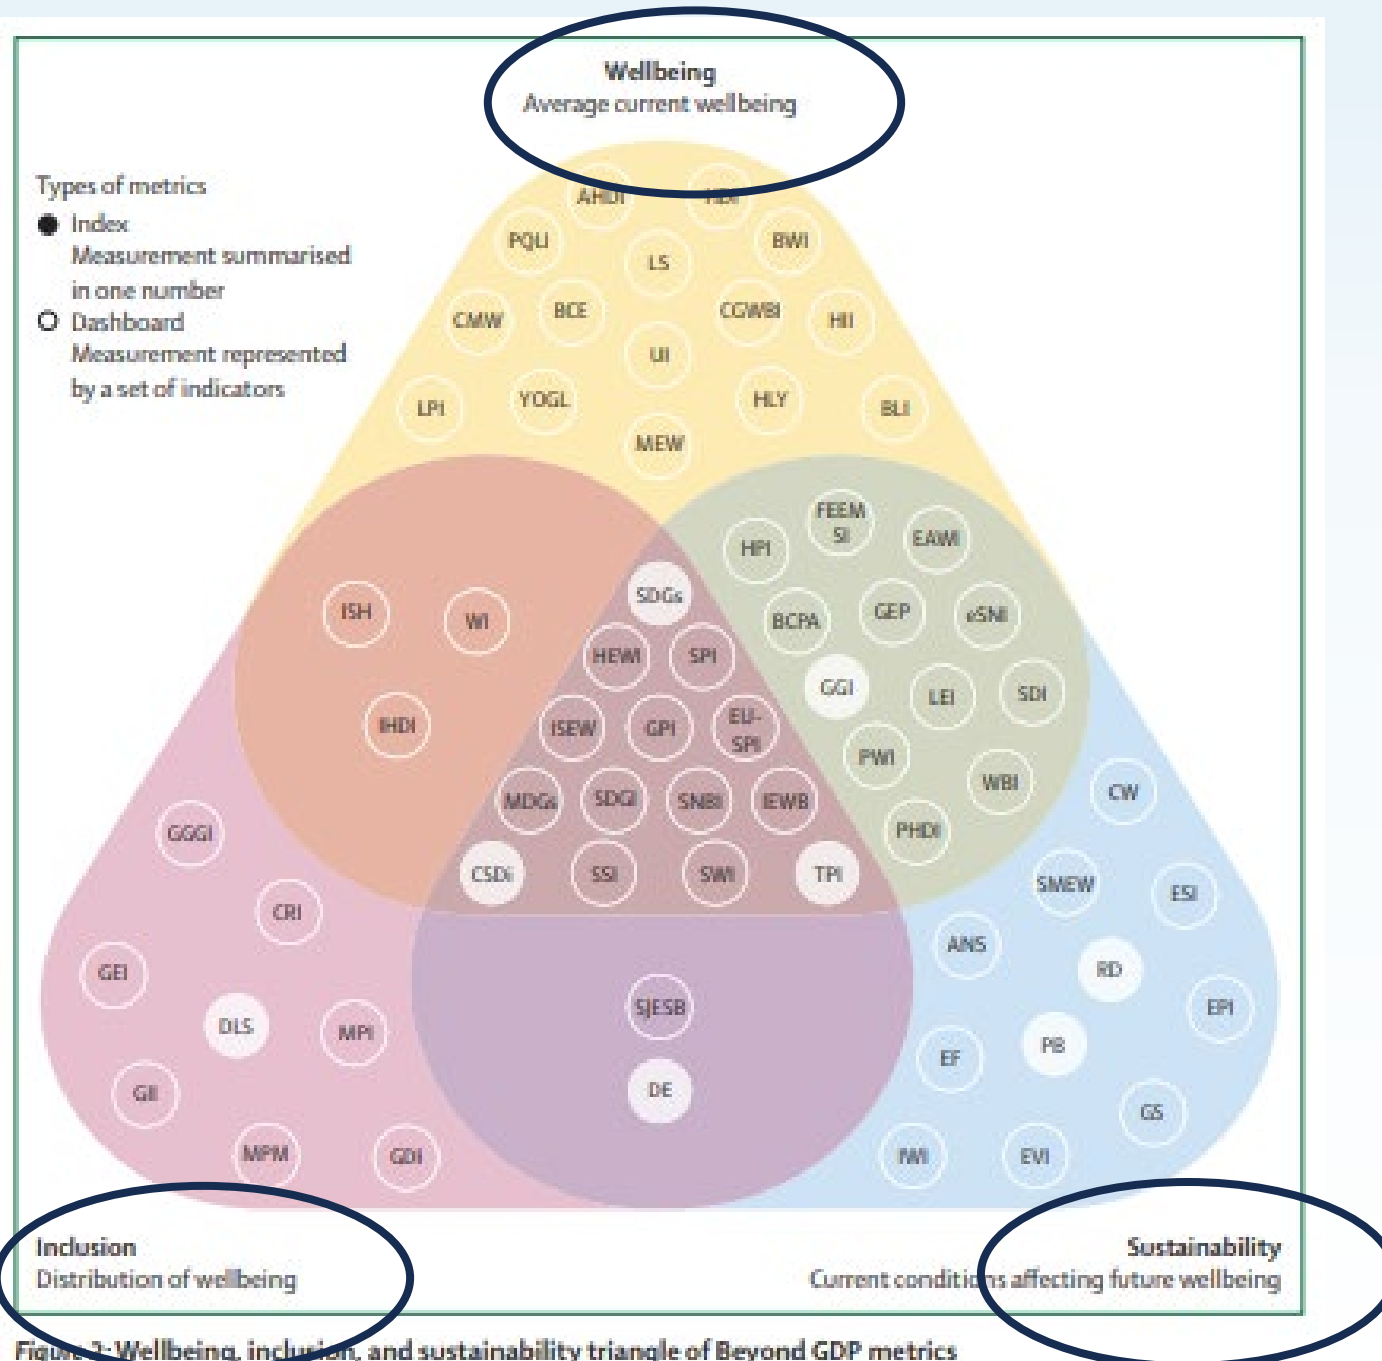 Wellbeing
Average current wellbeing
Types of metrics
Index
Measurement summarised
in one number
Dashboard
Measurement represented
by a set of indicators
AHDI HDI
PQLI LS BWI
CMW BCE CGWBI HII
UI
LPI YOGL HLY BLI
MEW
FEEM
SI
HPI EAWI
ISH WI SDGs BCPA GEP eSNI
HEWI SPI
GGI LEI SDI
IHDI ISEW GPI EU-
SPI
PWI
WBI CW
MDGs SDGI SNBI IEWB
GGGI PHDI
CSDi SSI SWI TPI SMEW ESI
CRI
ANS
GEI RD
DLS MPI SJESB EPI
PB
EF
GII DE GS
MPM GDI IWI EVI
Inclusion
Distribution of wellbeing
Sustainability
Current conditions affecting future wellbeing
Figure 2: Wellbeing, inclusion, and sustainability triangle of Beyond GDP metrics